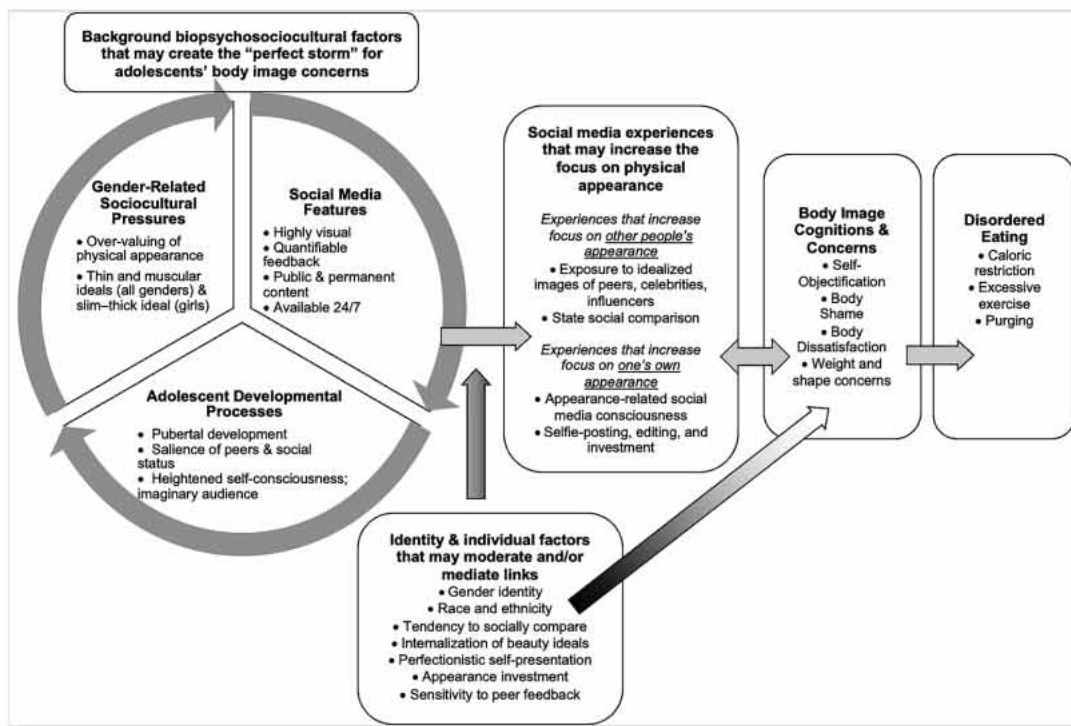 Background biopsychosociocultural factors
that may create the “perfect storm” for
adolescents’ body image concerns
Gender-Related
Sociocultural
Pressures
• Over-valuing of
physical appearance
• Thin and muscular
ideals (all genders) &
slim–thick ideal (girls)
Social Media
Features
• Highly visual
• Quantifiable
feedback
• Public & permanent
content
• Available 24/7
Adolescent Developmental
Processes
• Pubertal development
• Salience of peers & social
status
• Heightened self-consciousness;
imaginary audience
Social media experiences
that may increase the
focus on physical
appearance
Experiences that increase
focus on other people's
appearance
• Exposure to idealized
images of peers, celebrities,
influencers
• State social comparison
Experiences that increase
focus on one's own
appearance
• Appearance-related social
media consciousness
• Selfie-posting, editing, and
investment
Body Image
Cognitions &
Concerns
• Self-
Objectification
• Body
Shame
• Body
Dissatisfaction
• Weight and
shape concerns
Disordered
Eating
• Caloric
restriction
• Excessive
exercise
• Purging
Identity & individual factors
that may moderate and/or
mediate links
• Gender identity
• Race and ethnicity
• Tendency to socially compare
• Internalization of beauty ideals
• Perfectionistic self-presentation
• Appearance investment
• Sensitivity to peer feedback